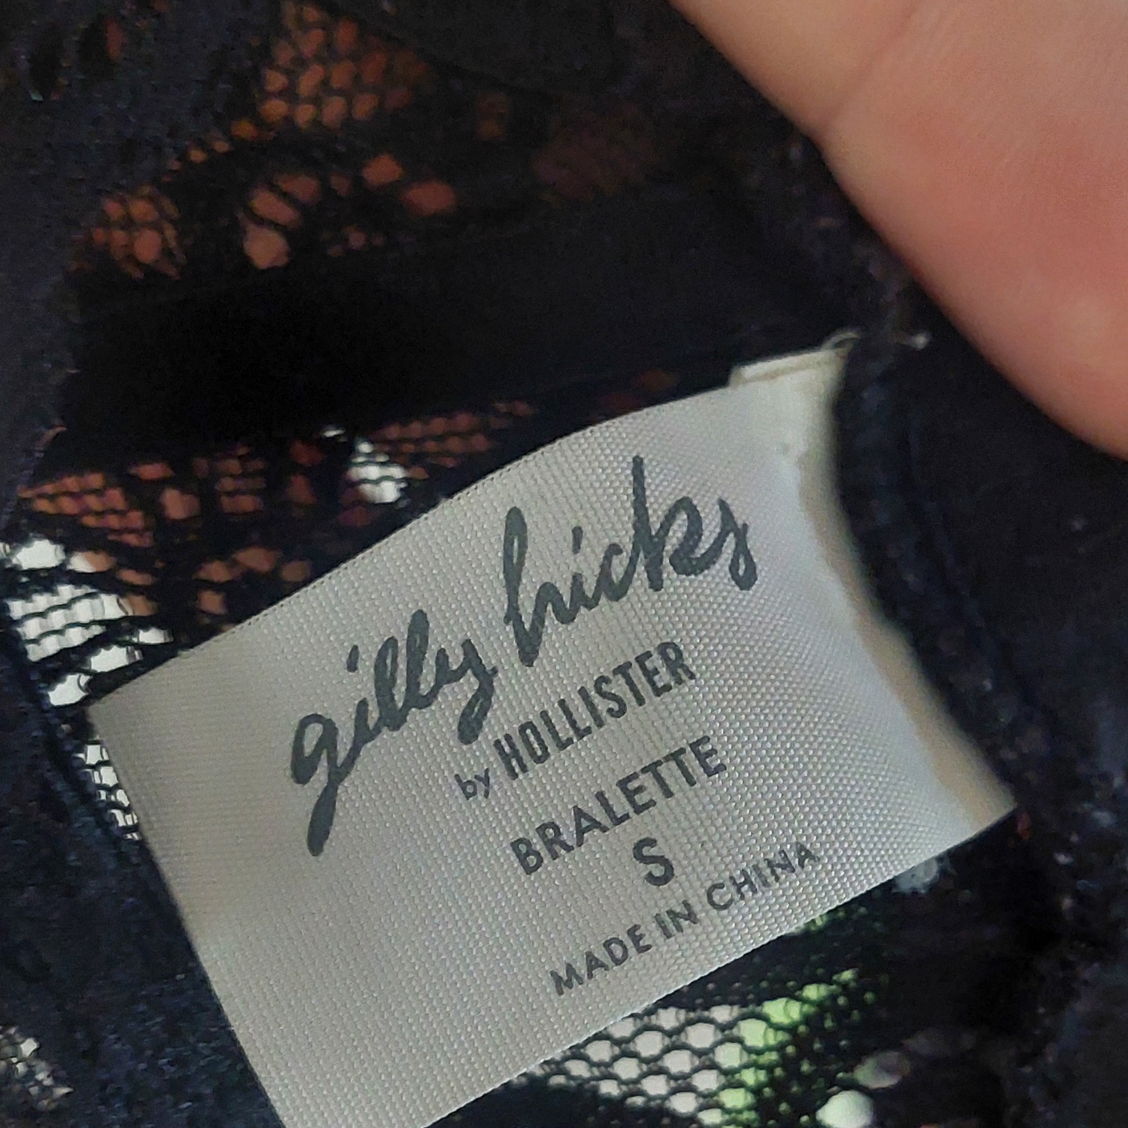 gilly hicks
by HOLLISTER
BRALETTE
S
MADE IN CHINA